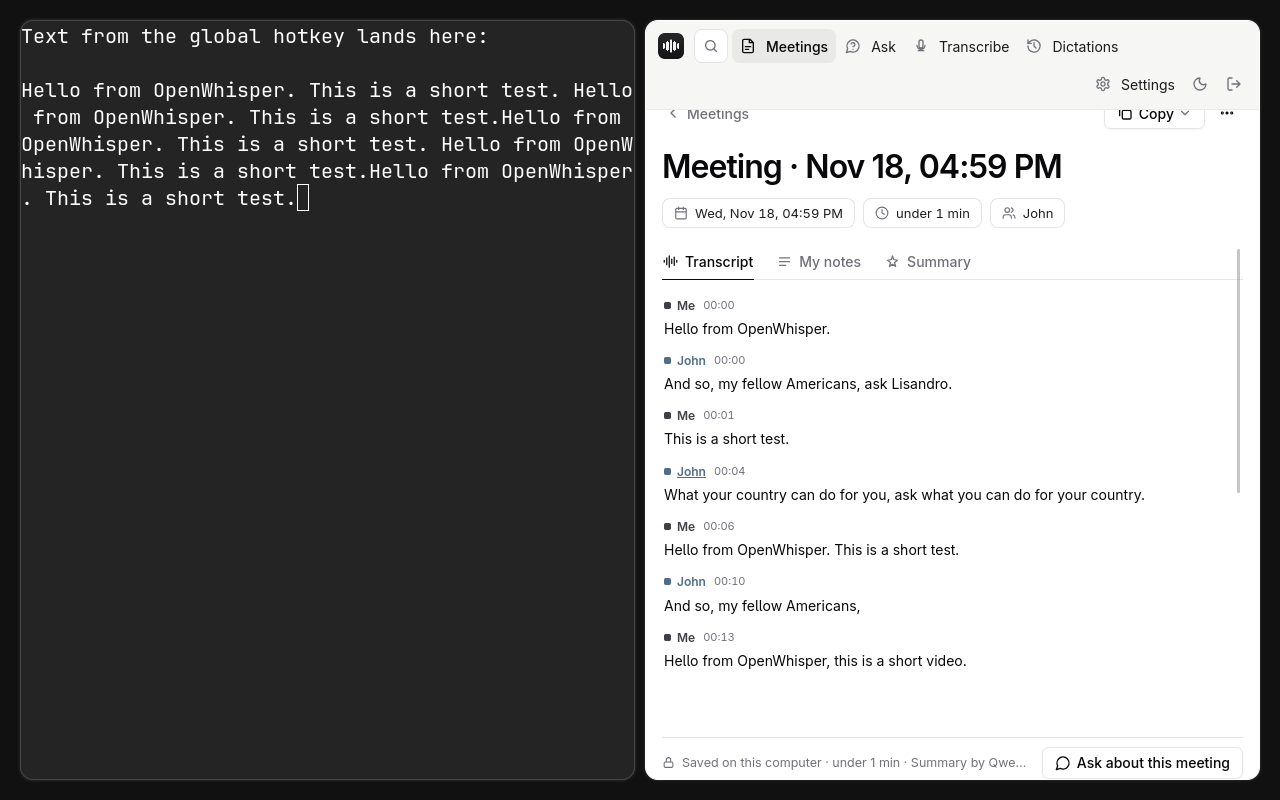 Text from the global hotkey lands here:
Hello from OpenWhisper. This is a short test. Hello
from OpenWhisper. This is a short test.Hello from
OpenWhisper. This is a short test. Hello from OpenW
hisper. This is a short test.Hello from OpenWhisper
. This is a short test.
Meetings
Ask
Transcribe
Dictations
Settings
Meetings
Copy
Meeting · Nov 18, 04:59 PM
Wed, Nov 18, 04:59 PM
under 1 min
John
Transcript
My notes
Summary
Me 00:00
Hello from OpenWhisper.
John 00:00
And so, my fellow Americans, ask Lisandro.
Me 00:01
This is a short test.
John 00:04
What your country can do for you, ask what you can do for your country.
Me 00:06
Hello from OpenWhisper. This is a short test.
John 00:10
And so, my fellow Americans,
Me 00:13
Hello from OpenWhisper, this is a short video.
Saved on this computer · under 1 min · Summary by Qwe...
Ask about this meeting